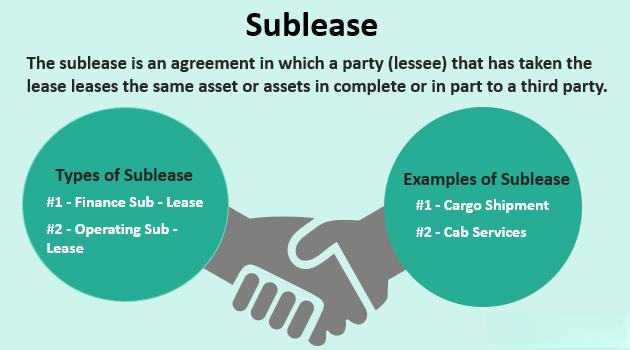 Sublease
The sublease is an agreement in which a party (lessee) that has taken the
lease leases the same asset or assets in complete or in part to a third party.
Types of Sublease
#1 - Finance Sub - Lease
#2 - Operating Sub -
Lease
Examples of Sublease
#1 - Cargo Shipment
#2 - Cab Services